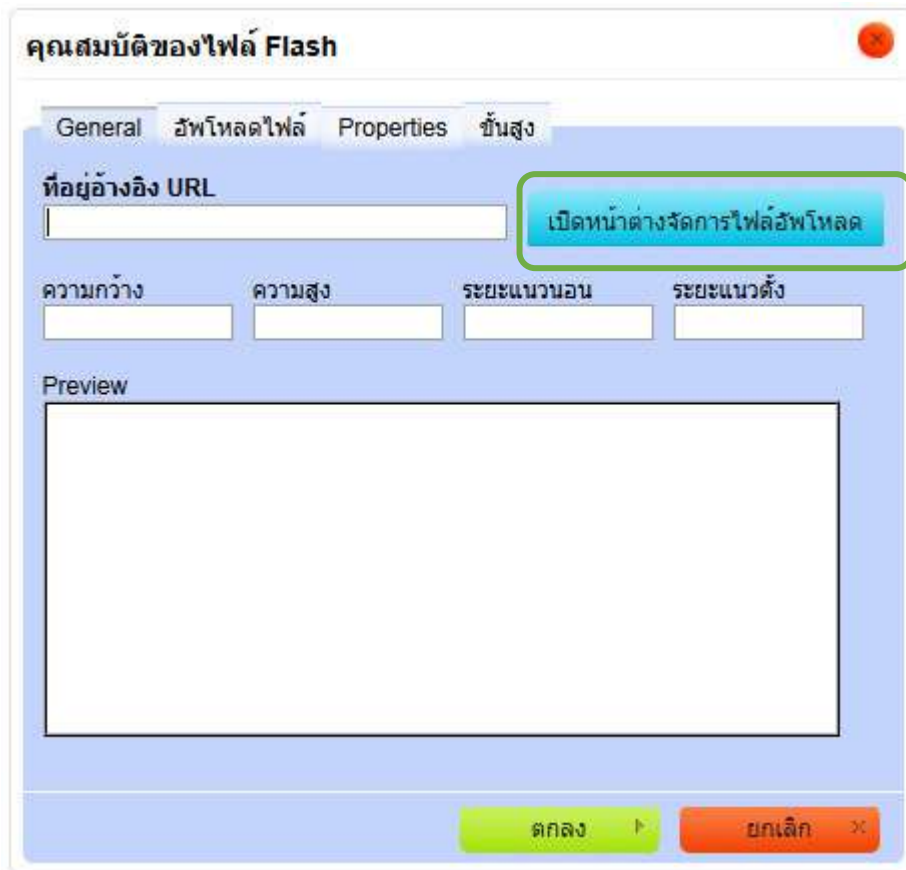 คุณสมบัติของไฟล์ Flash
General อัพโหลดไฟล์ Properties ขั้นสูง
ที่อยู่อ้างอิง URL
เปิดหน้าต่างจัดการไฟล์อัพโหลด
ความกว้าง ความสูง ระยะแนวนอน ระยะแนวตั้ง
Preview
ตกลง ยกเลิก